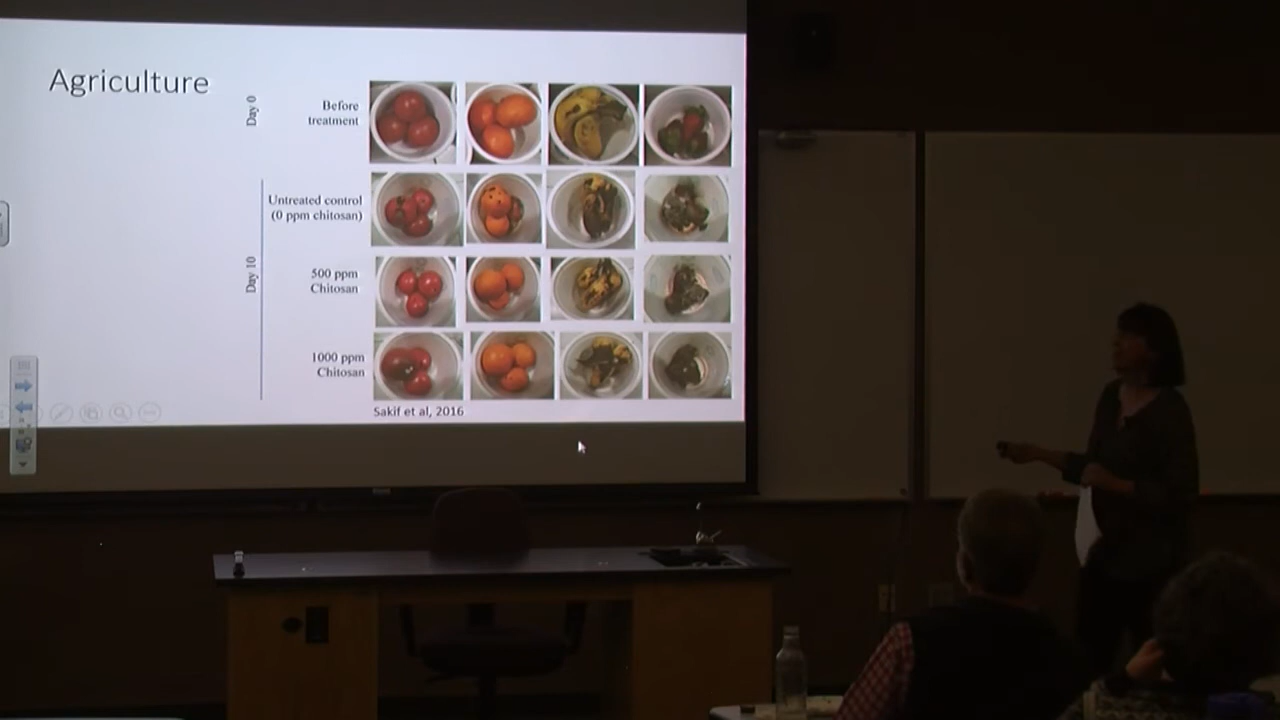 Agriculture
Day 0
Before
treatment
Day 10
Untreated control
(0 ppm chitosan)
500 ppm
Chitosan
1000 ppm
Chitosan
Sakif et al, 2016